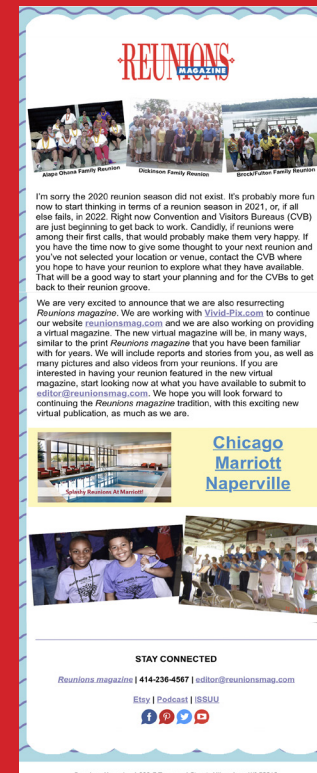 REUNIONS
MAGAZINE
Alapa Ohana Family Reunion
Dickinson Family Reunion
Brock/Fulton Family Reunion
I'm sorry the 2020 reunion season did not exist. It's probably more fun
now to start thinking in terms of a reunion season in 2021, or, if all
else fails, in 2022. Right now Convention and Visitors Bureaus (CVB)
are just beginning to get back to work. Candidly, if reunions were
among their first calls, that would probably make them very happy. If
you have the time now to give some thought to your next reunion and
you've not selected your location or venue, contact the CVB where
you hope to have your reunion to explore what they have available.
That will be a good way to start your planning and for the CVBs to get
back to their reunion groove.
We are very excited to announce that we are also resurrecting
Reunions magazine. We are working with Vivid-Pix.com to continue
our website reunionsmag.com and we are also working on providing
a virtual magazine. The new virtual magazine will be, in many ways,
similar to the print Reunions magazine that you have been familiar
with for years. We will include reports and stories from you, as well as
many pictures and also videos from your reunions. If you are
interested in having your reunion featured in the new virtual
magazine, start looking now at what you have available to submit to
editor@reunionsmag.com. We hope you will look forward to
continuing the Reunions magazine tradition, with this exciting new
virtual publication, as much as we are.
Splashy Reunions At Marriott!
Chicago
Marriott
Naperville
STAY CONNECTED
Reunions magazine | 414-236-4567 | editor@reunionsmag.com
Etsy | Podcast | ISSUU